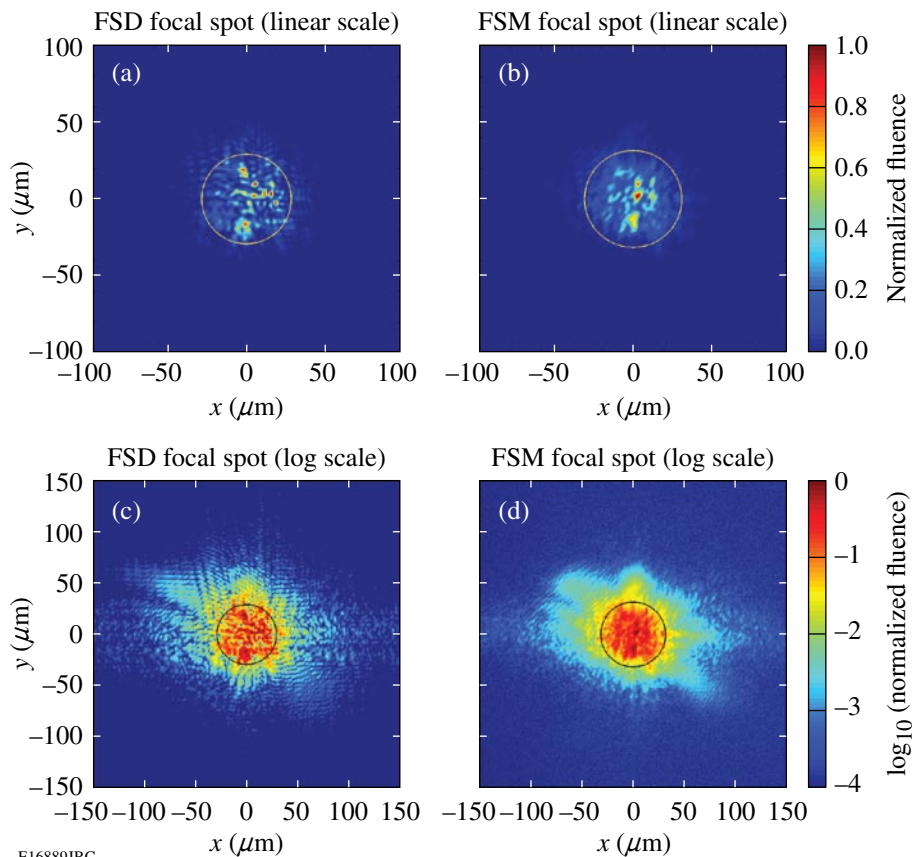 FSD focal spot (linear scale)
FSM focal spot (linear scale)
(a)
(b)
100
50
0
–50
–100
y (μm)
–100 –50 0 50 100
x (μm)
–100 –50 0 50 100
x (μm)
1.0
0.8
0.6
0.4
0.2
0.0
Normalized fluence
FSD focal spot (log scale)
FSM focal spot (log scale)
(c)
(d)
150
100
50
0
–50
–100
–150
y (μm)
–150 –100 –50 0 50 100 150
x (μm)
–150 –100 –50 0 50 100 150
x (μm)
0
–1
–2
–3
–4
log10 (normalized fluence)